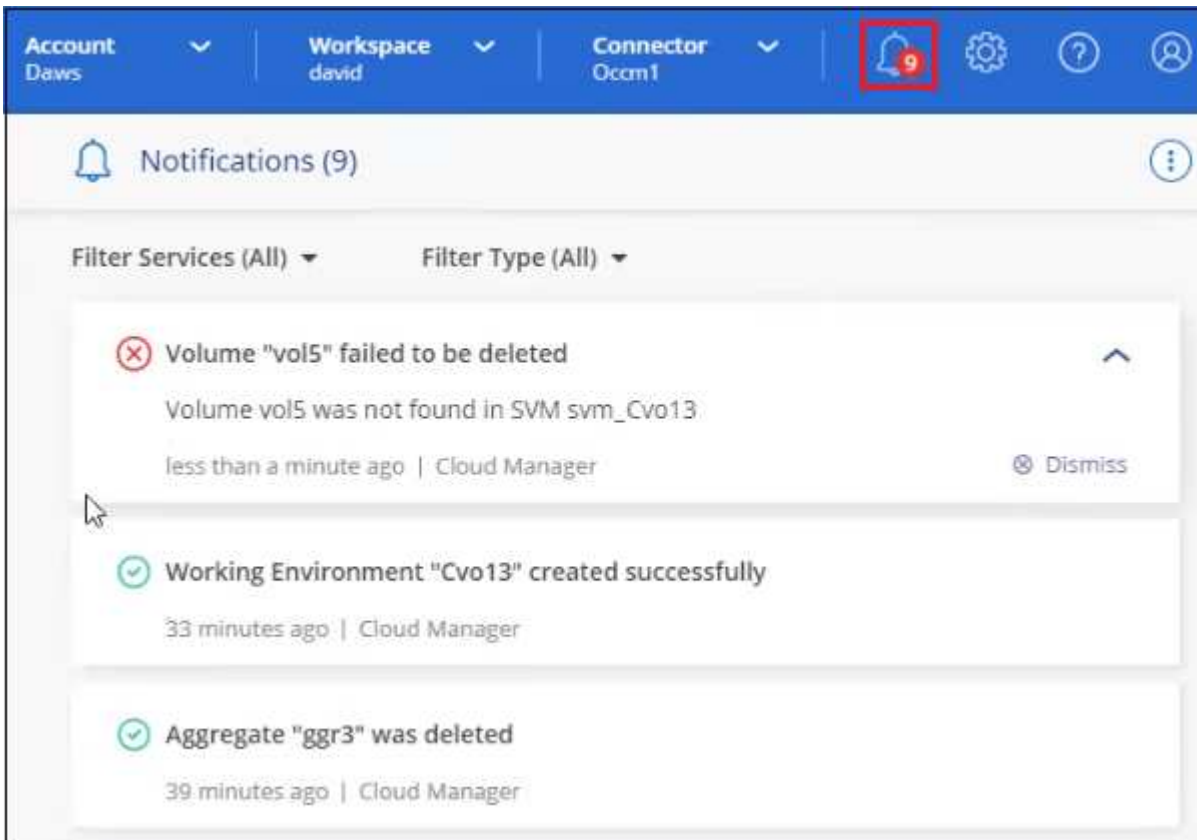 Account Workspace Connector
Daws david Occm1 9 ?
Notifications (9)
Filter Services (All) Filter Type (All)
Volume "vol5" failed to be deleted
Volume vol5 was not found in SVM svm_Cvo13
less than a minute ago | Cloud Manager Dismiss
Working Environment "Cvo13" created successfully
33 minutes ago | Cloud Manager
Aggregate "ggr3" was deleted
39 minutes ago | Cloud Manager